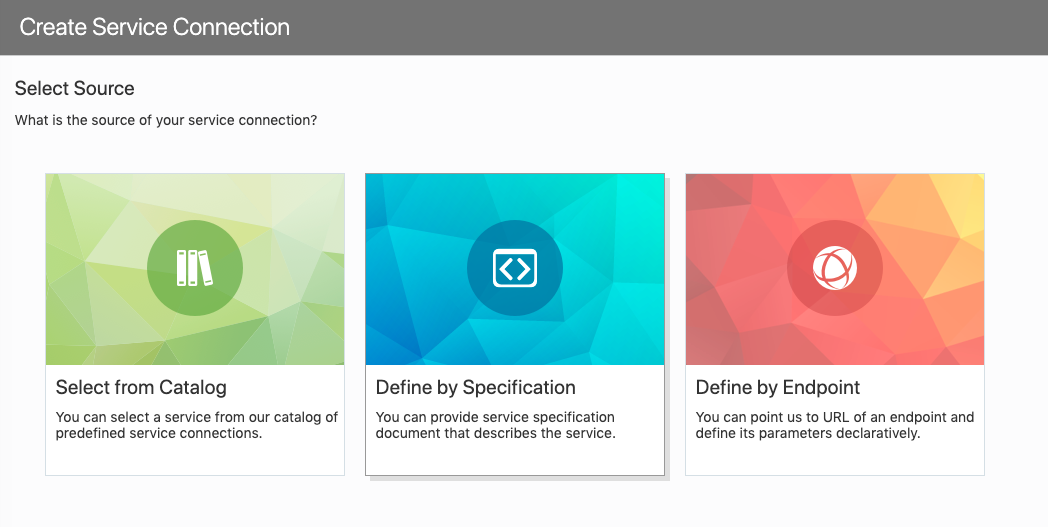 Create Service Connection
Select Source
What is the source of your service connection?
Select from Catalog
You can select a service from our catalog of
predefined service connections.
Define by Specification
You can provide service specification
document that describes the service.
Define by Endpoint
You can point us to URL of an endpoint and
define its parameters declaratively.